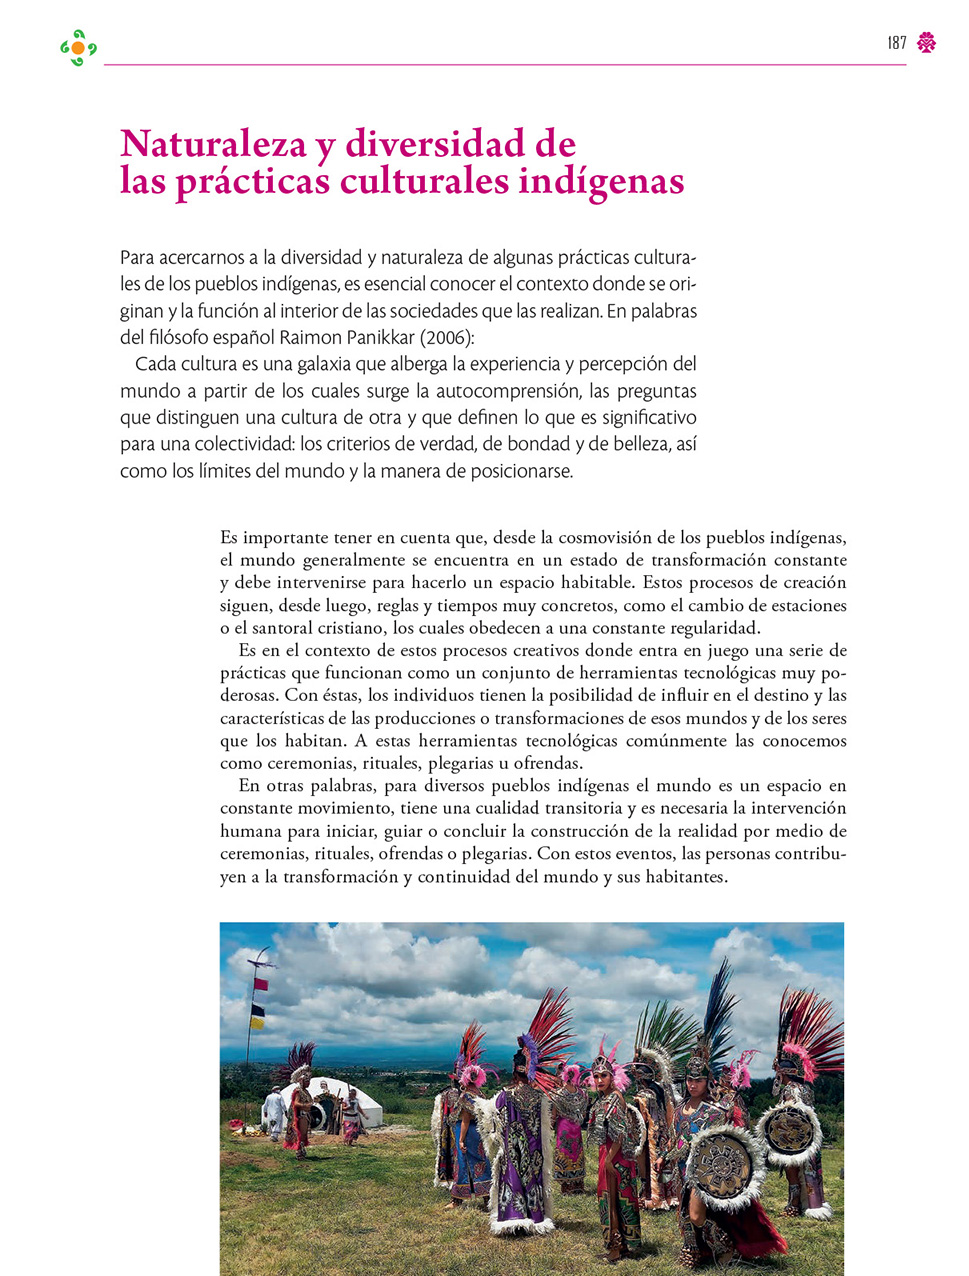 187
Naturaleza y diversidad de
las prácticas culturales indígenas
Para acercarnos a la diversidad y naturaleza de algunas prácticas cultura-
les de los pueblos indígenas, es esencial conocer el contexto donde se ori-
ginan y la función al interior de las sociedades que las realizan. En palabras
del filósofo español Raimon Panikkar (2006):
Cada cultura es una galaxia que alberga la experiencia y percepción del
mundo a partir de los cuales surge la autocomprensión, las preguntas
que distinguen una cultura de otra y que definen lo que es significativo
para una colectividad: los criterios de verdad, de bondad y de belleza, así
como los límites del mundo y la manera de posicionarse.
Es importante tener en cuenta que, desde la cosmovisión de los pueblos indígenas,
el mundo generalmente se encuentra en un estado de transformación constante
y debe intervenirse para hacerlo un espacio habitable. Estos procesos de creación
siguen, desde luego, reglas y tiempos muy concretos, como el cambio de estaciones
o el santoral cristiano, los cuales obedecen a una constante regularidad.
Es en el contexto de estos procesos creativos donde entra en juego una serie de
prácticas que funcionan como un conjunto de herramientas tecnológicas muy po-
derosas. Con éstas, los individuos tienen la posibilidad de influir en el destino y las
características de las producciones o transformaciones de esos mundos y de los seres
que los habitan. A estas herramientas tecnológicas comúnmente las conocemos
como ceremonias, rituales, plegarias u ofrendas.
En otras palabras, para diversos pueblos indígenas el mundo es un espacio en
constante movimiento, tiene una cualidad transitoria y es necesaria la intervención
humana para iniciar, guiar o concluir la construcción de la realidad por medio de
ceremonias, rituales, ofrendas o plegarias. Con estos eventos, las personas contribu-
yen a la transformación y continuidad del mundo y sus habitantes.